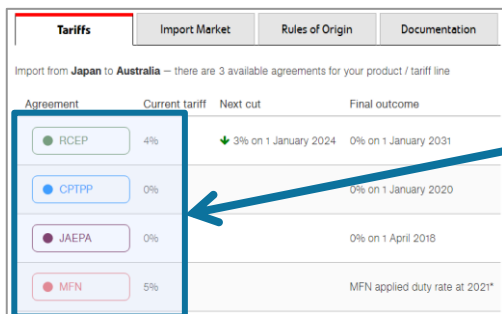 Tariffs Import Market Rules of Origin Documentation
Import from Japan to Australia – there are 3 available agreements for your product / tariff line
Agreement Current tariff Next cut Final outcome
RCEP 4% 3% on 1 January 2024 0% on 1 January 2031
CPTPP 0% 0% on 1 January 2020
JAEPA 0% 0% on 1 April 2018
MFN 5% MFN applied duty rate at 2021*